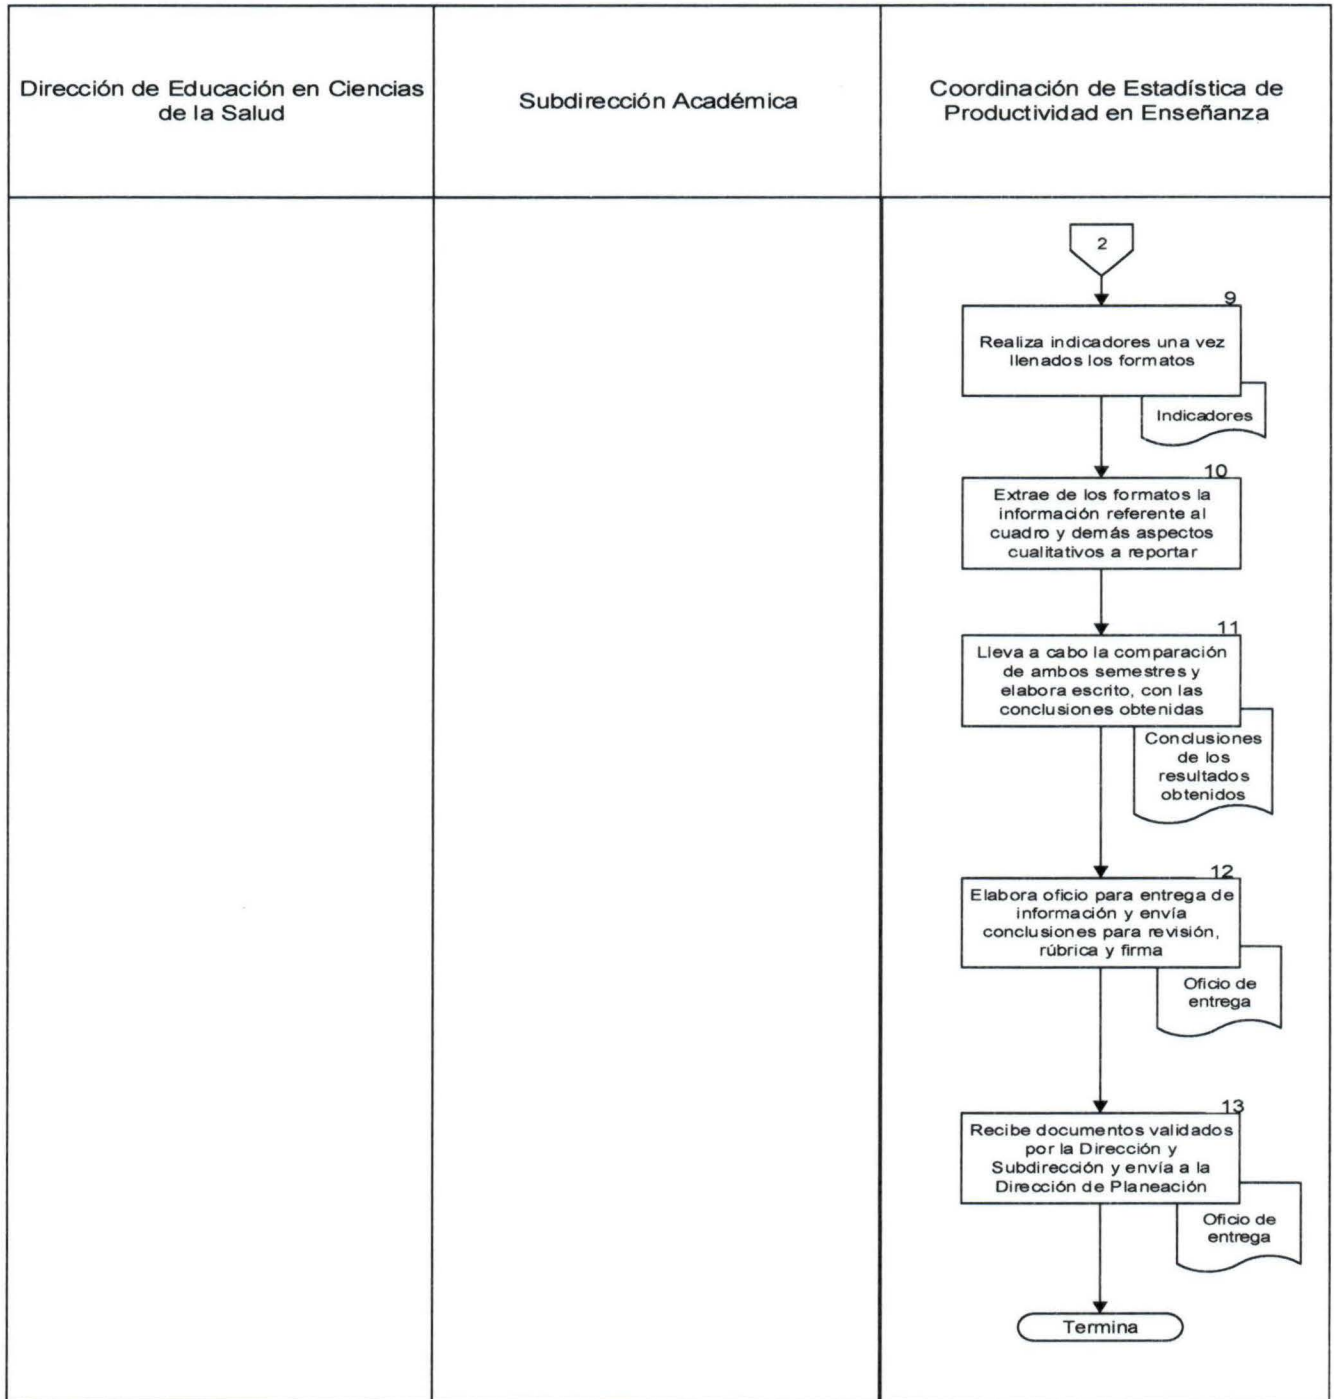 Dirección de Educación en Ciencias
de la Salud
Subdirección Académica
Coordinación de Estadística de
Productividad en Enseñanza
2
9
Realiza indicadores una vez
llenados los formatos
Indicadores
10
Extrae de los formatos la
información referente al
cuadro y demás aspectos
cualitativos a reportar
11
Lleva a cabo la comparación
de ambos semestres y
elabora escrito, con las
conclusiones obtenidas
Conclusiones
de los
resultados
obtenidos
12
Elabora oficio para entrega de
información y envía
conclusiones para revisión,
rúbrica y firma
Oficio de
entrega
13
Recibe documentos validados
por la Dirección y
Subdirección y envía a la
Dirección de Planeación
Oficio de
entrega
Termina